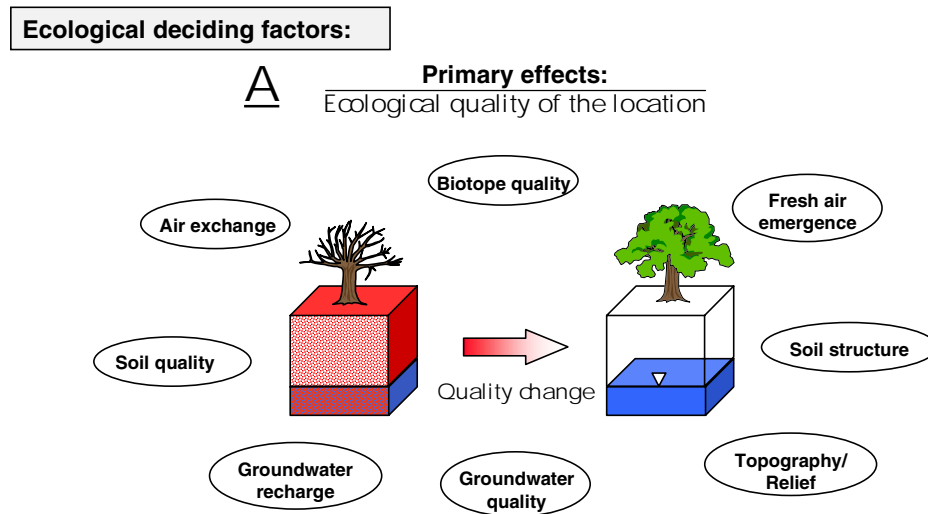 Ecological deciding factors:
A
Primary effects:
Ecological quality of the location
Biotope quality
Fresh air
emergence
Air exchange
Soil quality
Soil structure
Quality change
Groundwater
recharge
Groundwater
quality
Topography/
Relief